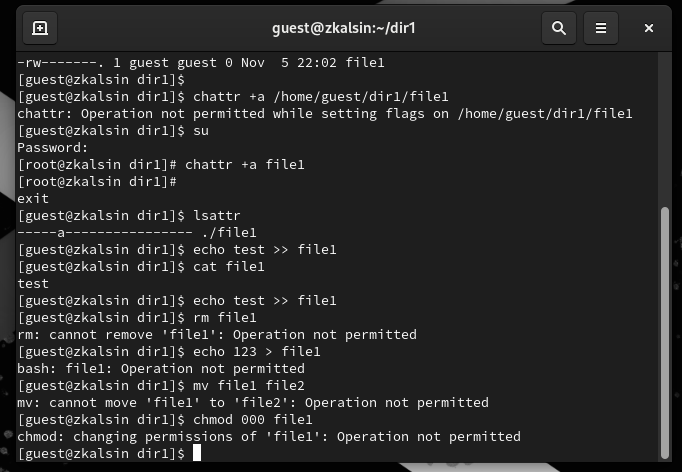 guest@zkalsin:~/dir1
-rw-------. 1 guest guest 0 Nov  5 22:02 file1
[guest@zkalsin dir1]$
[guest@zkalsin dir1]$ chattr +a /home/guest/dir1/file1
chattr: Operation not permitted while setting flags on /home/guest/dir1/file1
[guest@zkalsin dir1]$ su
Password:
[root@zkalsin dir1]# chattr +a file1
[root@zkalsin dir1]#
exit
[guest@zkalsin dir1]$ lsattr
-----a---------------- ./file1
[guest@zkalsin dir1]$ echo test >> file1
[guest@zkalsin dir1]$ cat file1
test
[guest@zkalsin dir1]$ echo test >> file1
[guest@zkalsin dir1]$ rm file1
rm: cannot remove 'file1': Operation not permitted
[guest@zkalsin dir1]$ echo 123 > file1
bash: file1: Operation not permitted
[guest@zkalsin dir1]$ mv file1 file2
mv: cannot move 'file1' to 'file2': Operation not permitted
[guest@zkalsin dir1]$ chmod 000 file1
chmod: changing permissions of 'file1': Operation not permitted
[guest@zkalsin dir1]$